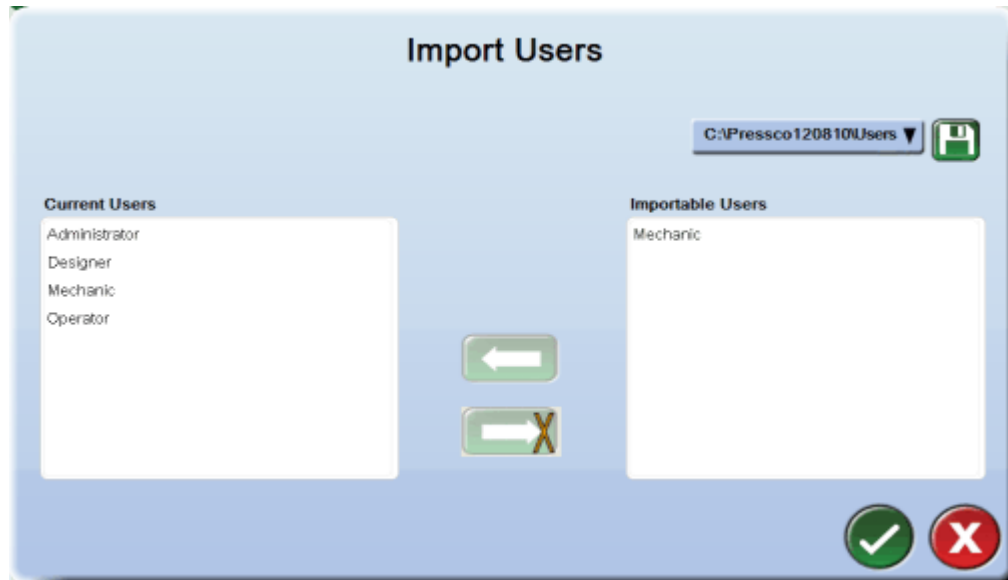 Import Users
C:\Pressco120810\Users
Current Users
Administrator
Designer
Mechanic
Operator
Importable Users
Mechanic